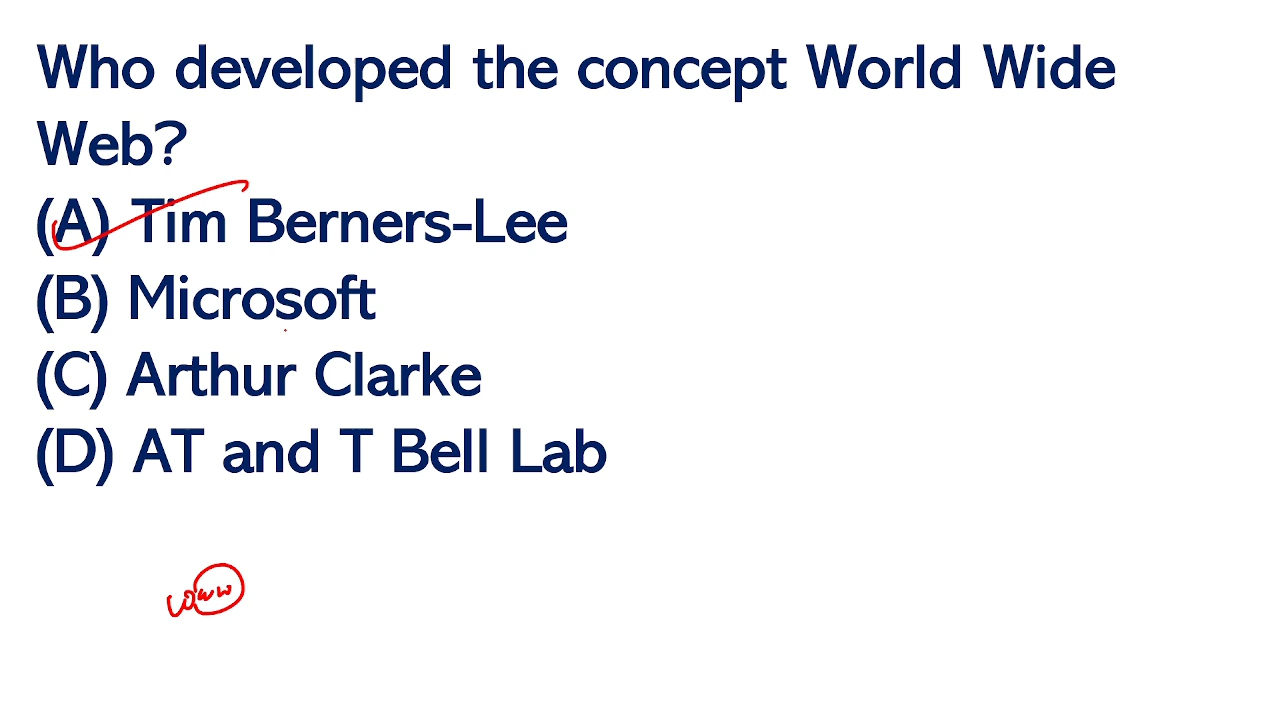 Who developed the concept World Wide
Web?
(A) Tim Berners-Lee
(B) Microsoft
(C) Arthur Clarke
(D) AT and T Bell Lab
www